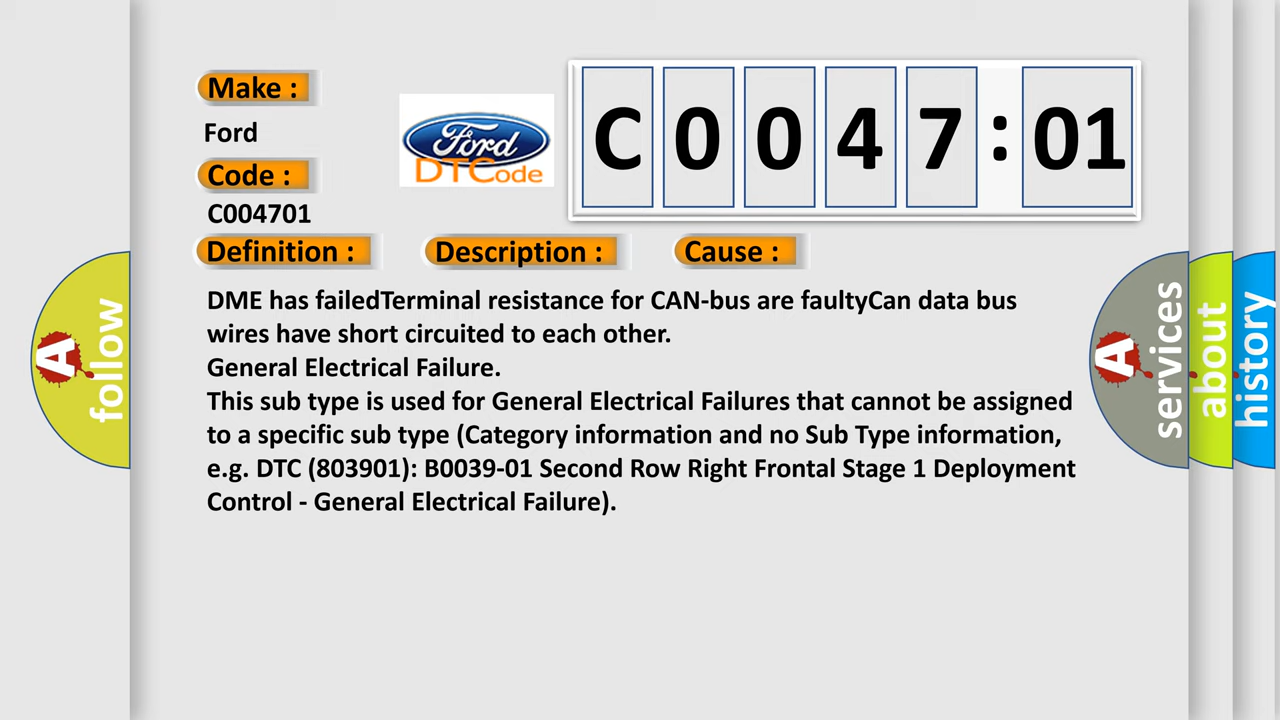 Make :
Ford
Code :
C004701
Ford
DTCode
C0047:01
Definition :
Description :
Cause :
DME has failedTerminal resistance for CAN-bus are faultyCan data bus
wires have short circuited to each other.
General Electrical Failure.
This sub type is used for General Electrical Failures that cannot be assigned
to a specific sub type (Category information and no Sub Type information,
e.g. DTC (803901): B0039-01 Second Row Right Frontal Stage 1 Deployment
Control - General Electrical Failure).
A
follow
A
services
about
history